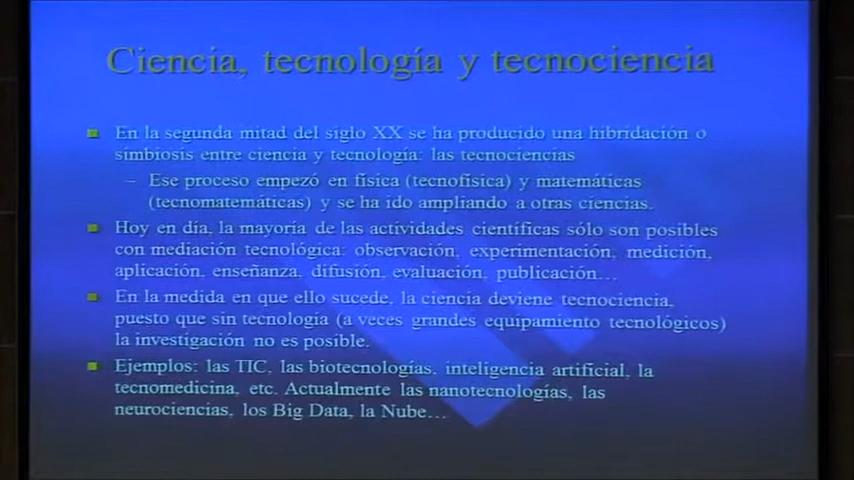 Ciencia, tecnología y tecnociencia
En la segunda mitad del siglo XX se ha producido una hibridación o
simbiosis entre ciencia y tecnología: las tecnociencias
– Ese proceso empezó en física (tecnofísica) y matemáticas
(tecnomatemáticas) y se ha ido ampliando a otras ciencias.
Hoy en día, la mayoría de las actividades científicas sólo son posibles
con mediación tecnológica: observación, experimentación, medición,
aplicación, enseñanza, difusión, evaluación, publicación…
En la medida en que ello sucede, la ciencia deviene tecnociencia,
puesto que sin tecnología (a veces grandes equipamiento tecnológicos)
la investigación no es posible.
Ejemplos: las TIC, las biotecnologías, inteligencia artificial, la
tecnomedicina, etc. Actualmente las nanotecnologías, las
neurociencias, los Big Data, la Nube…